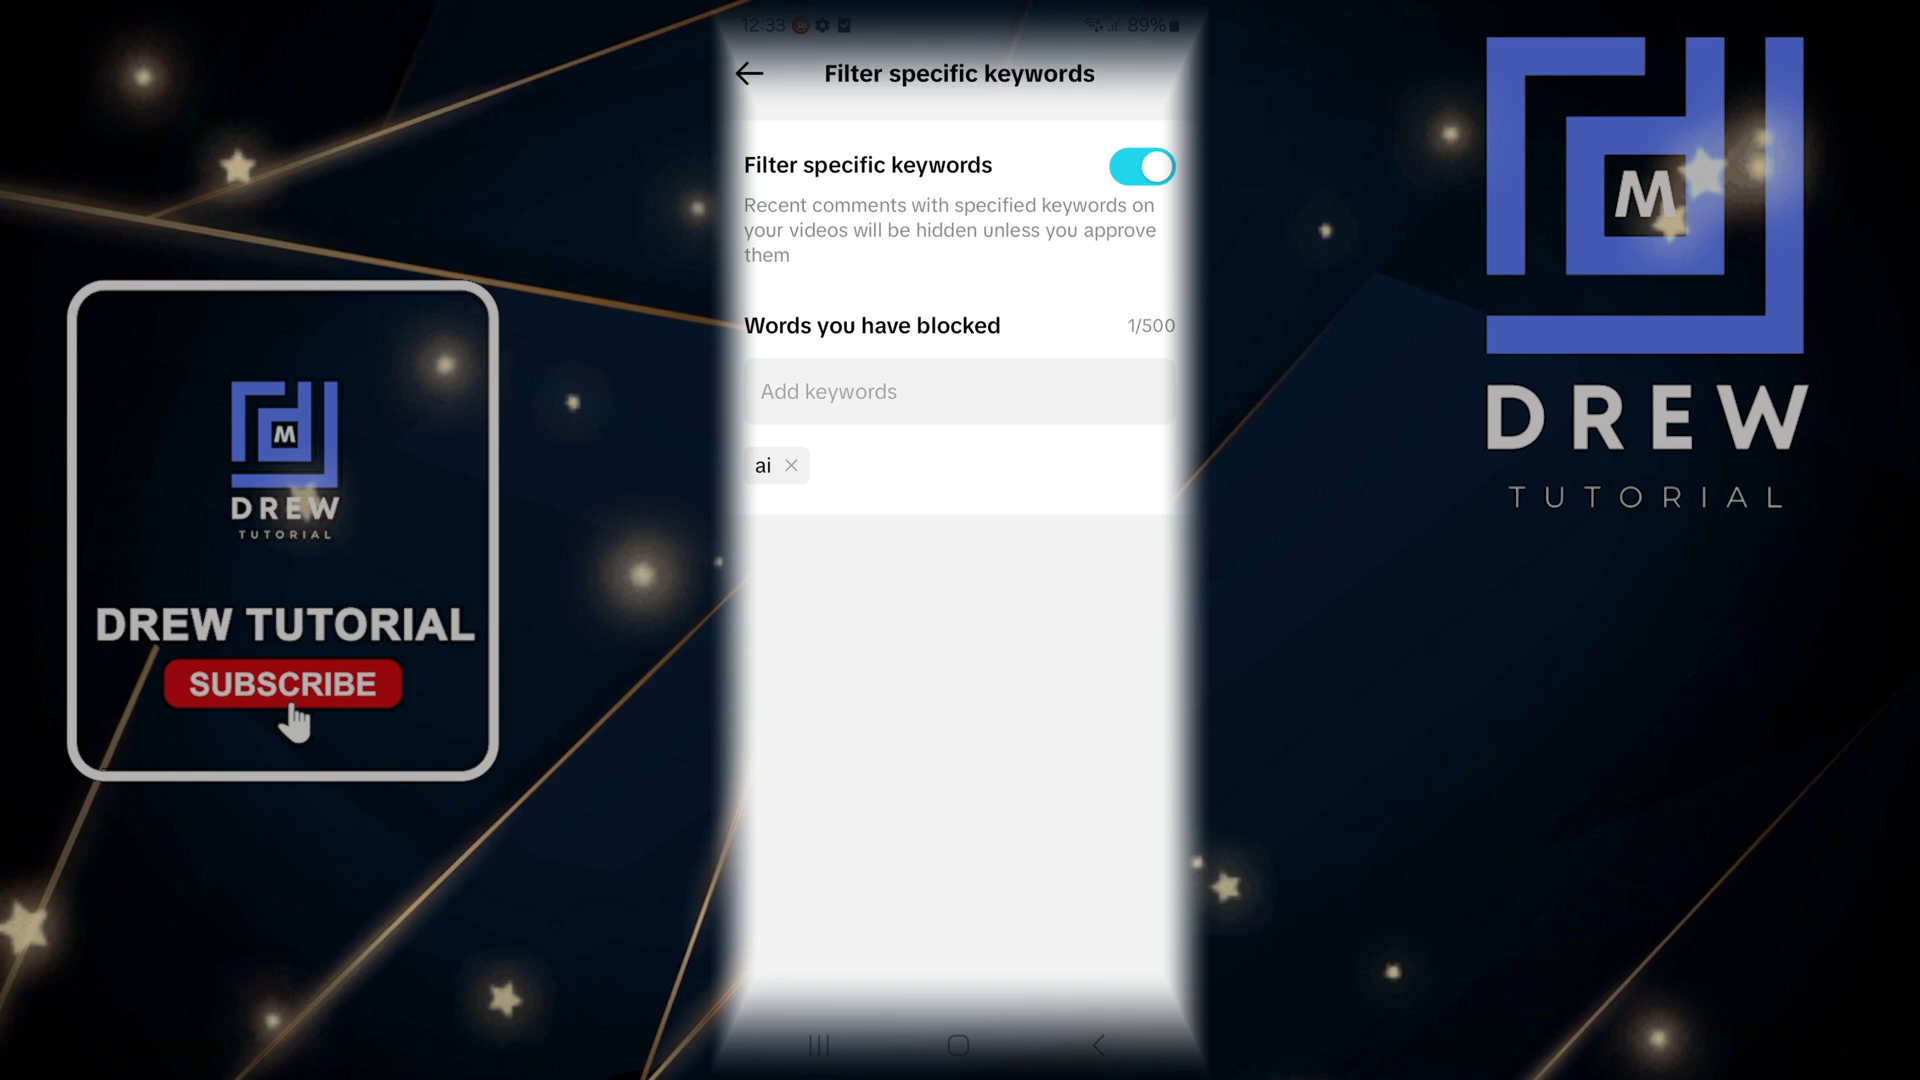 12:33
89%
Filter specific keywords
Filter specific keywords
Recent comments with specified keywords on
your videos will be hidden unless you approve
them
Words you have blocked
1/500
Add keywords
ai
M
DREW
TUTORIAL
DREW TUTORIAL
SUBSCRIBE
M
DREW
TUTORIAL